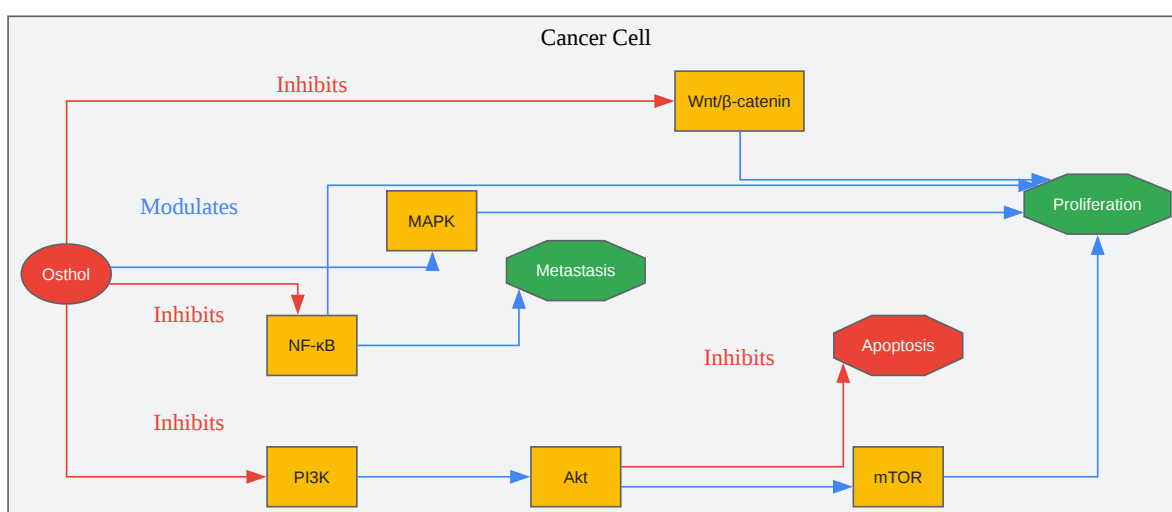 Cancer Cell
Inhibits
Wnt/β-catenin
Modulates
MAPK
Proliferation
Osthol
Metastasis
Inhibits
NF-κB
Inhibits
Apoptosis
Inhibits
PI3K
Akt
mTOR